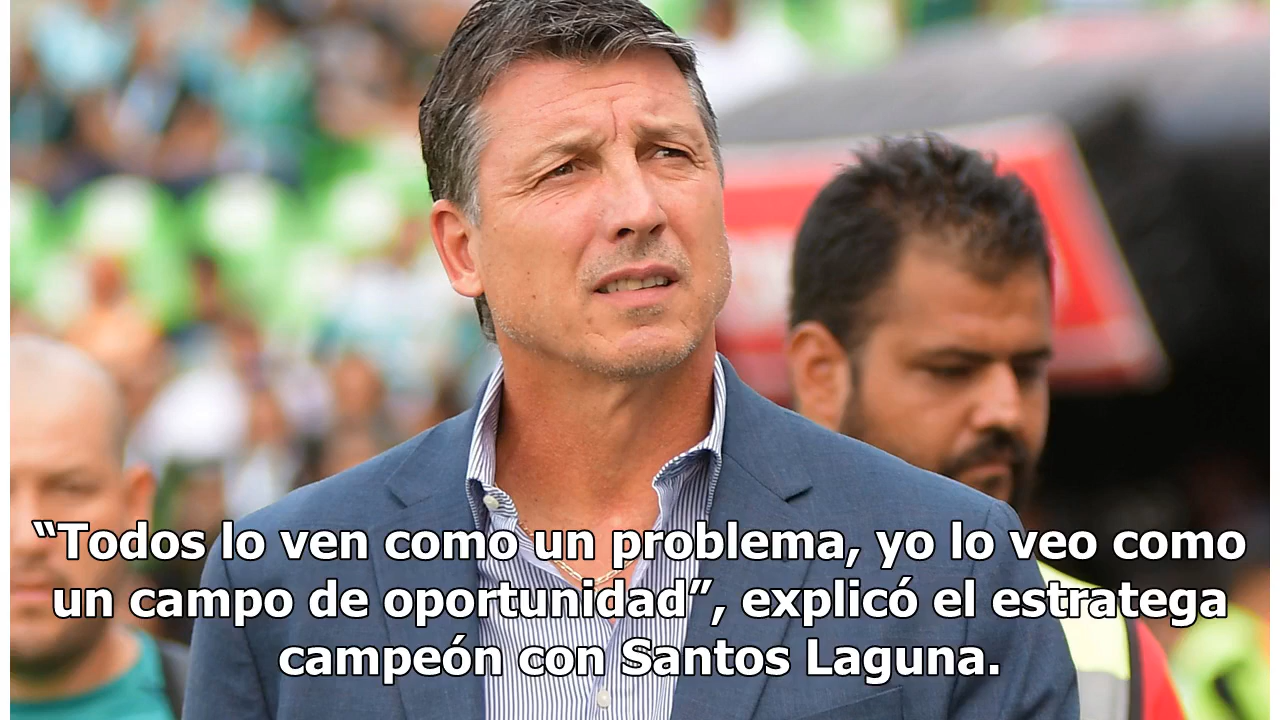 “Todos lo ven como un problema, yo lo veo como
un campo de oportunidad”, explicó el estratega
campeón con Santos Laguna.